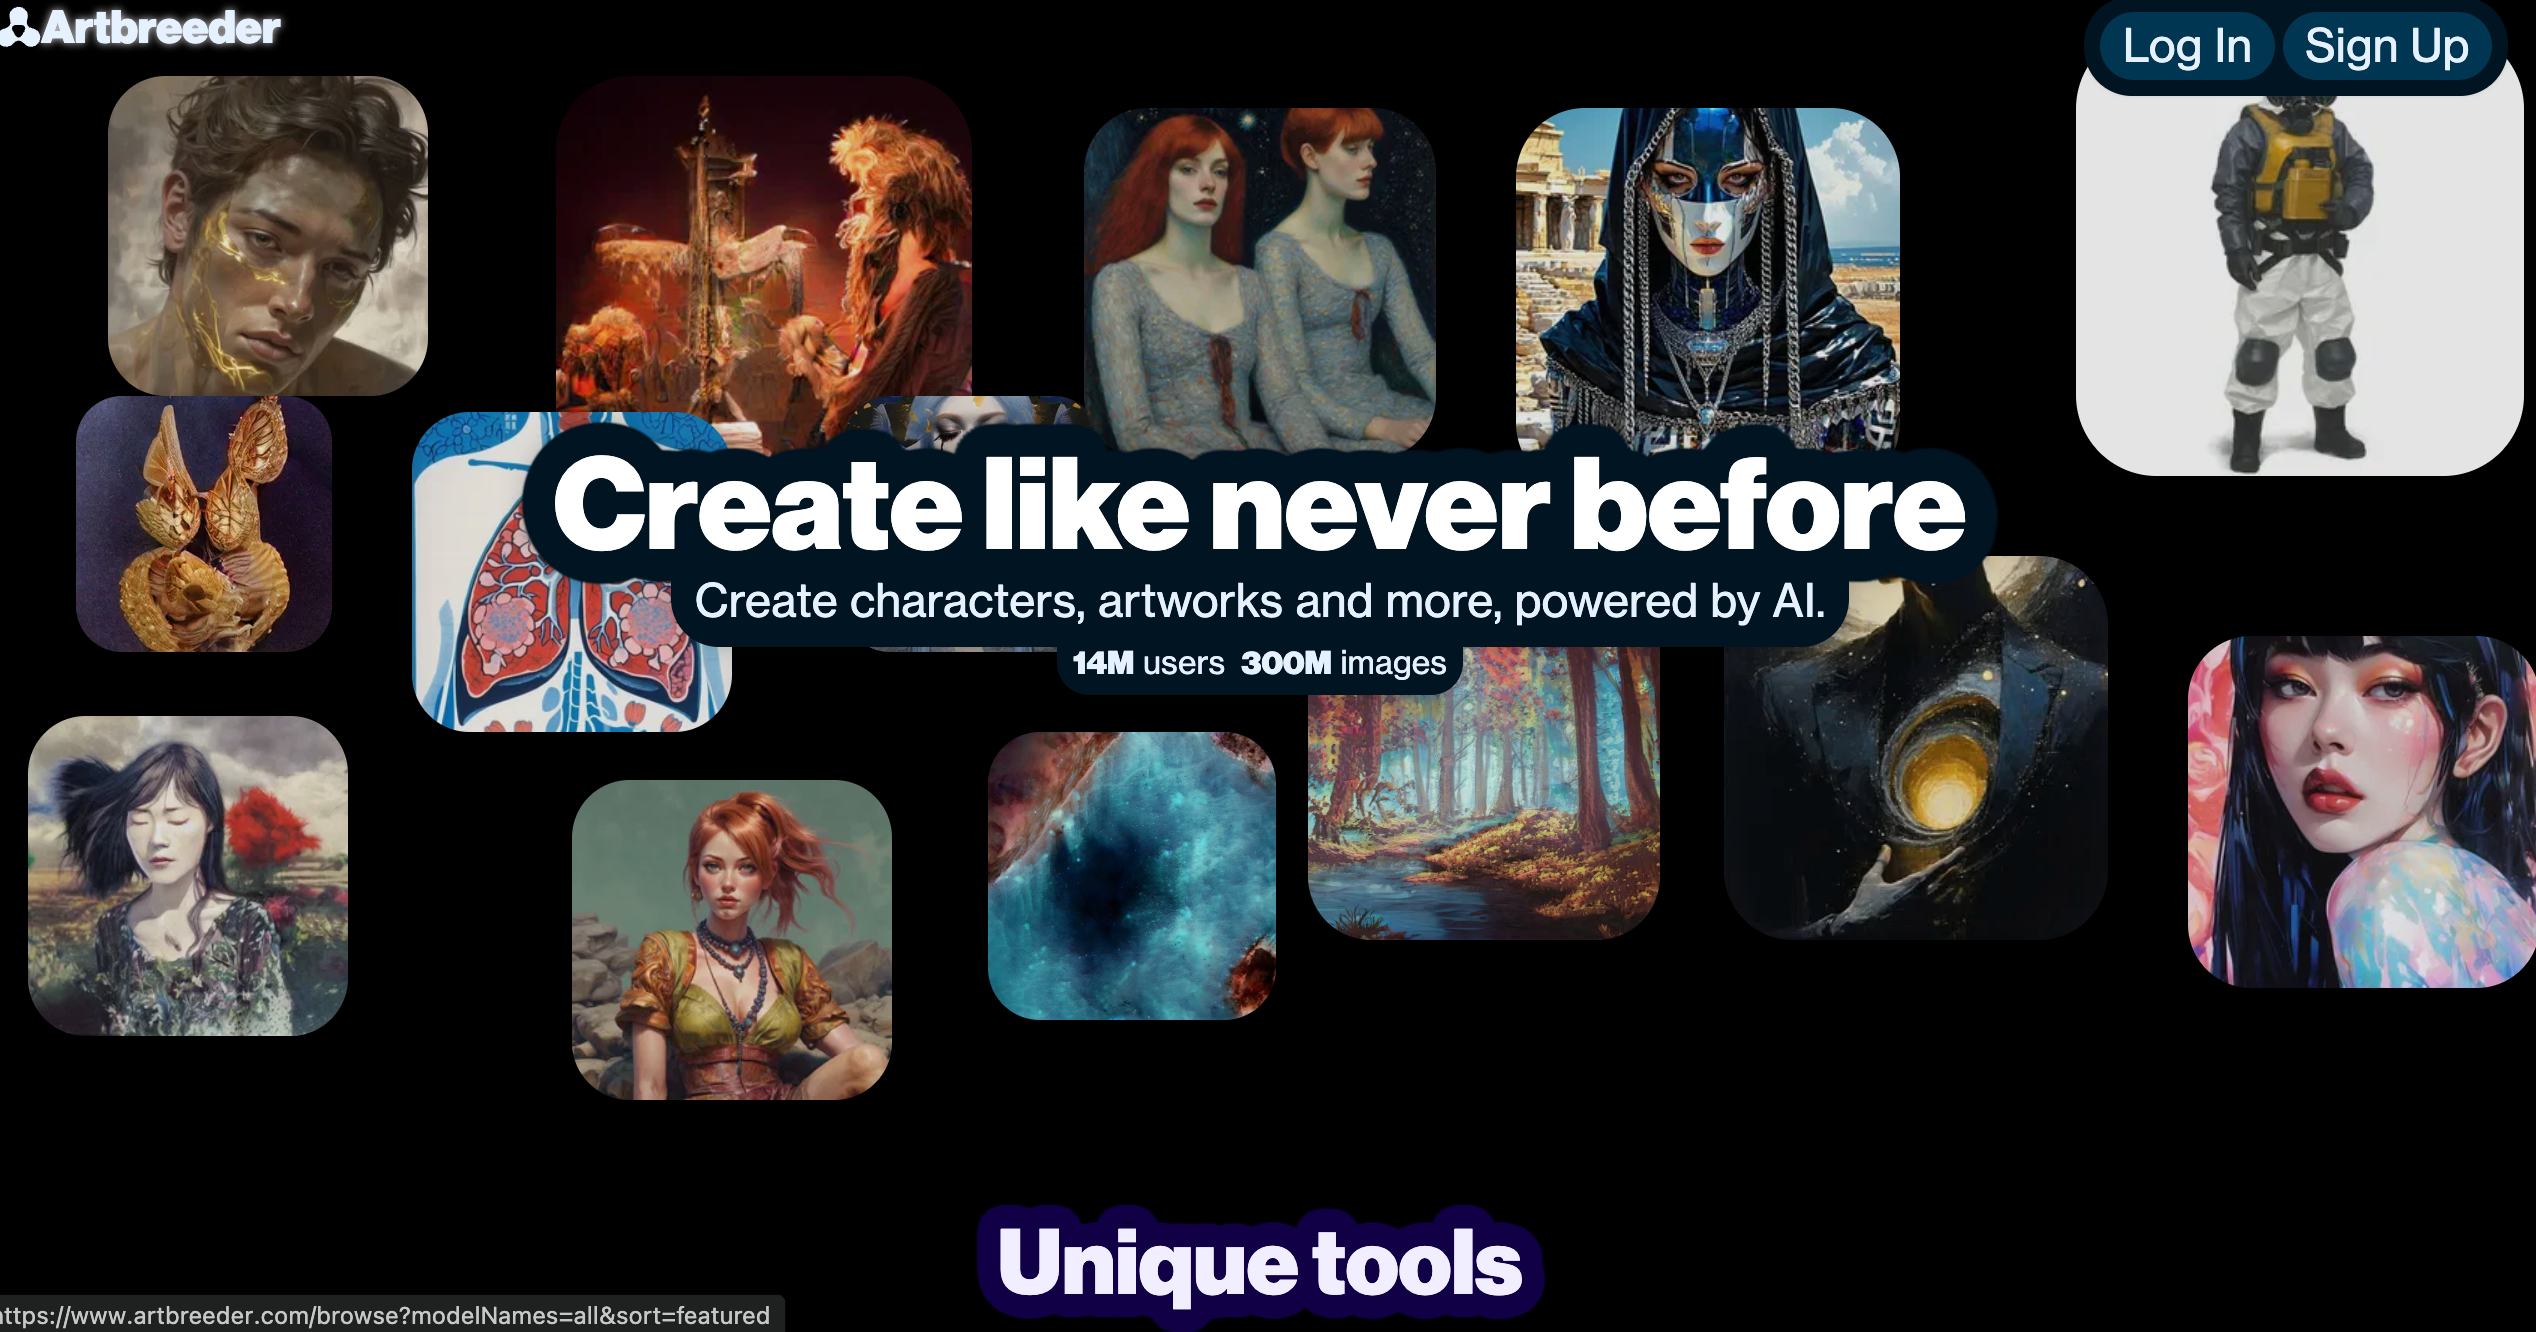 Artbreeder
Log In
Sign Up
Create like never before
Create characters, artworks and more, powered by AI.
14M users 300M images
Unique tools
ttps://www.artbreeder.com/browse?modelNames=all&sort=featured